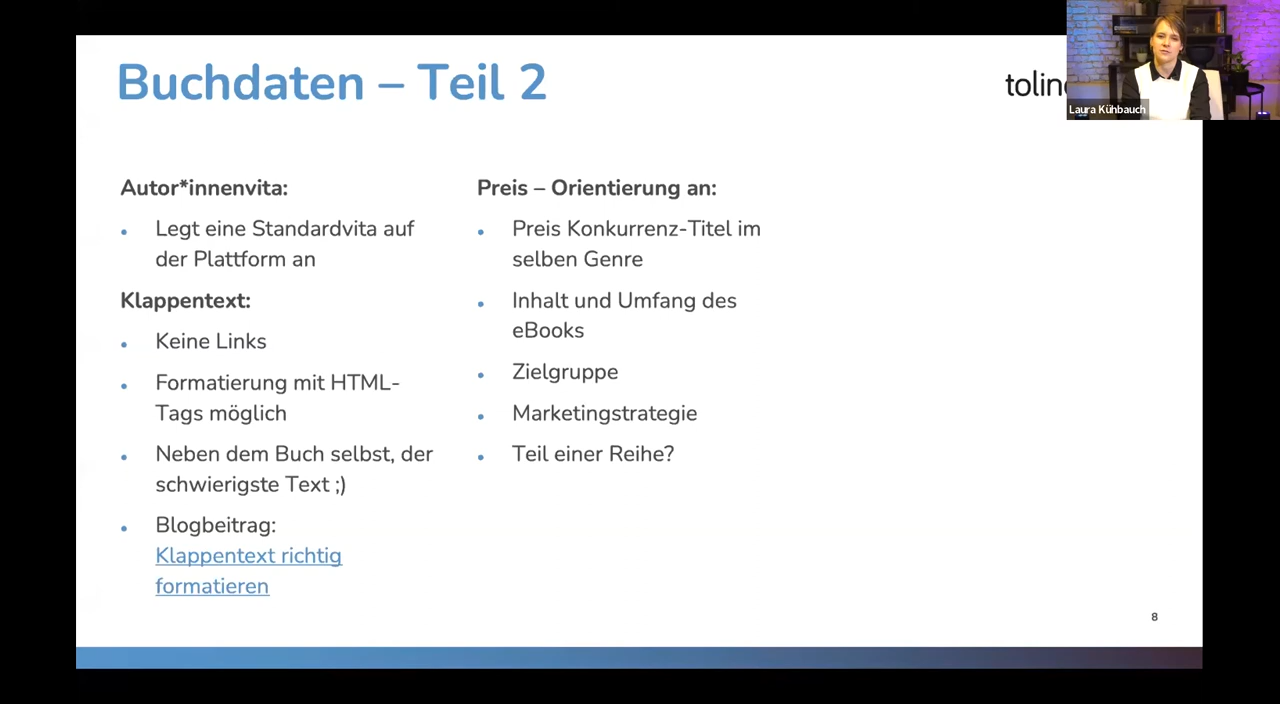 Buchdaten – Teil 2
Laura Kühbauch
Autor*innenvita:
• Legt eine Standardvita auf
der Plattform an
Klappentext:
• Keine Links
• Formatierung mit HTML-
Tags möglich
• Neben dem Buch selbst, der
schwierigste Text ;)
• Blogbeitrag:
Klappentext richtig
formatieren
Preis – Orientierung an:
• Preis Konkurrenz-Titel im
selben Genre
• Inhalt und Umfang des
eBooks
• Zielgruppe
• Marketingstrategie
• Teil einer Reihe?
8